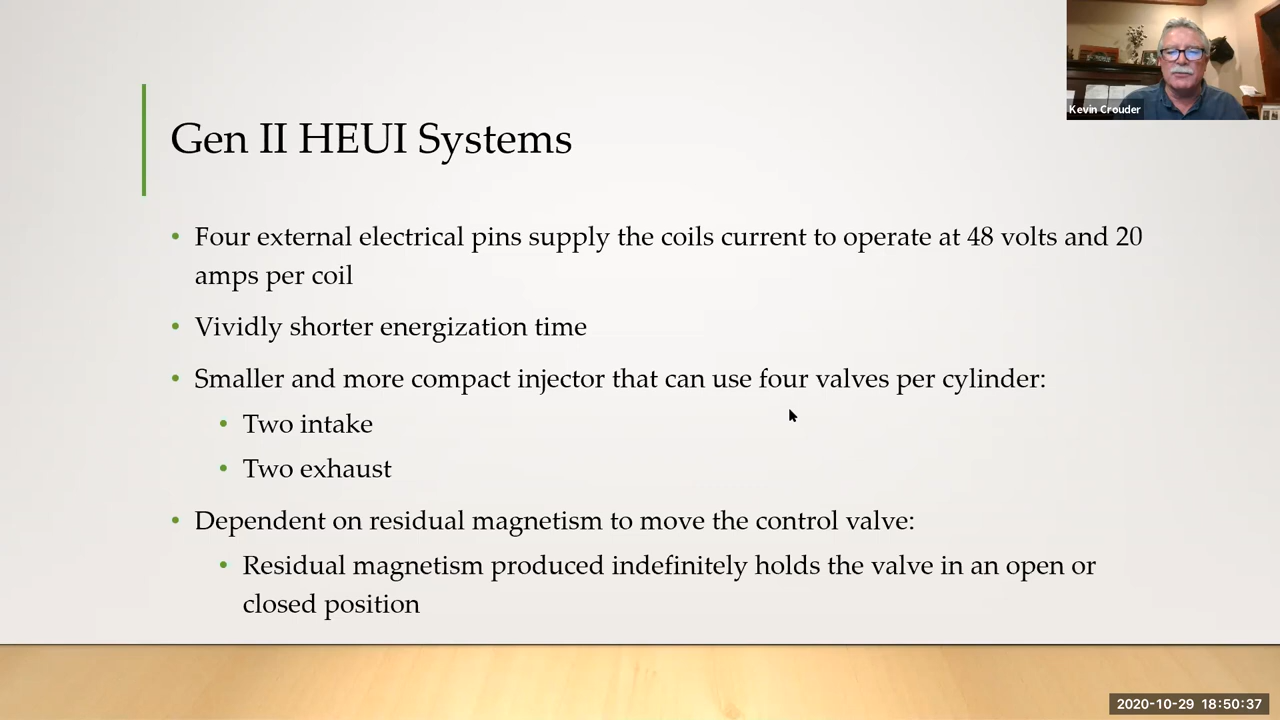 Kevin Crouder
Gen II HEUI Systems
• Four external electrical pins supply the coils current to operate at 48 volts and 20
amps per coil
• Vividly shorter energization time
• Smaller and more compact injector that can use four valves per cylinder:
• Two intake
• Two exhaust
• Dependent on residual magnetism to move the control valve:
• Residual magnetism produced indefinitely holds the valve in an open or
closed position
2020-10-29 18:50:37